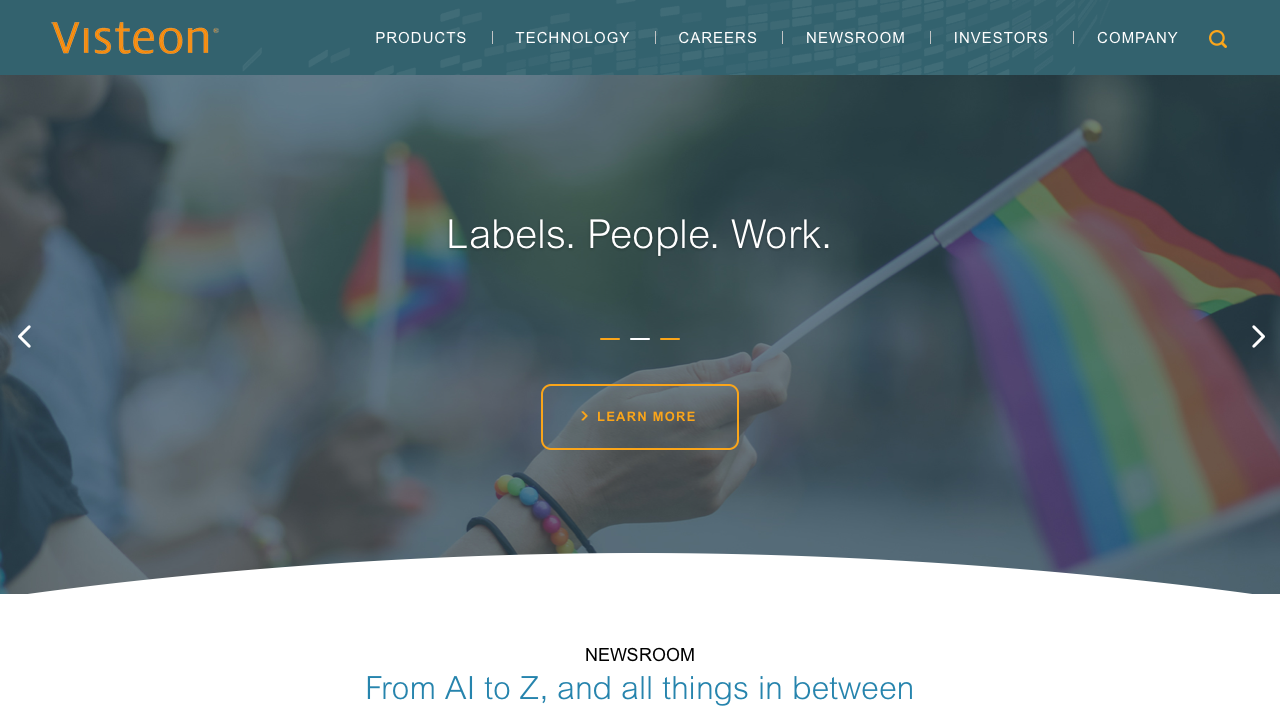 Visteon®
PRODUCTS
TECHNOLOGY
CAREERS
NEWSROOM
INVESTORS
COMPANY
Labels. People. Work.
LEARN MORE
NEWSROOM
From AI to Z, and all things in between